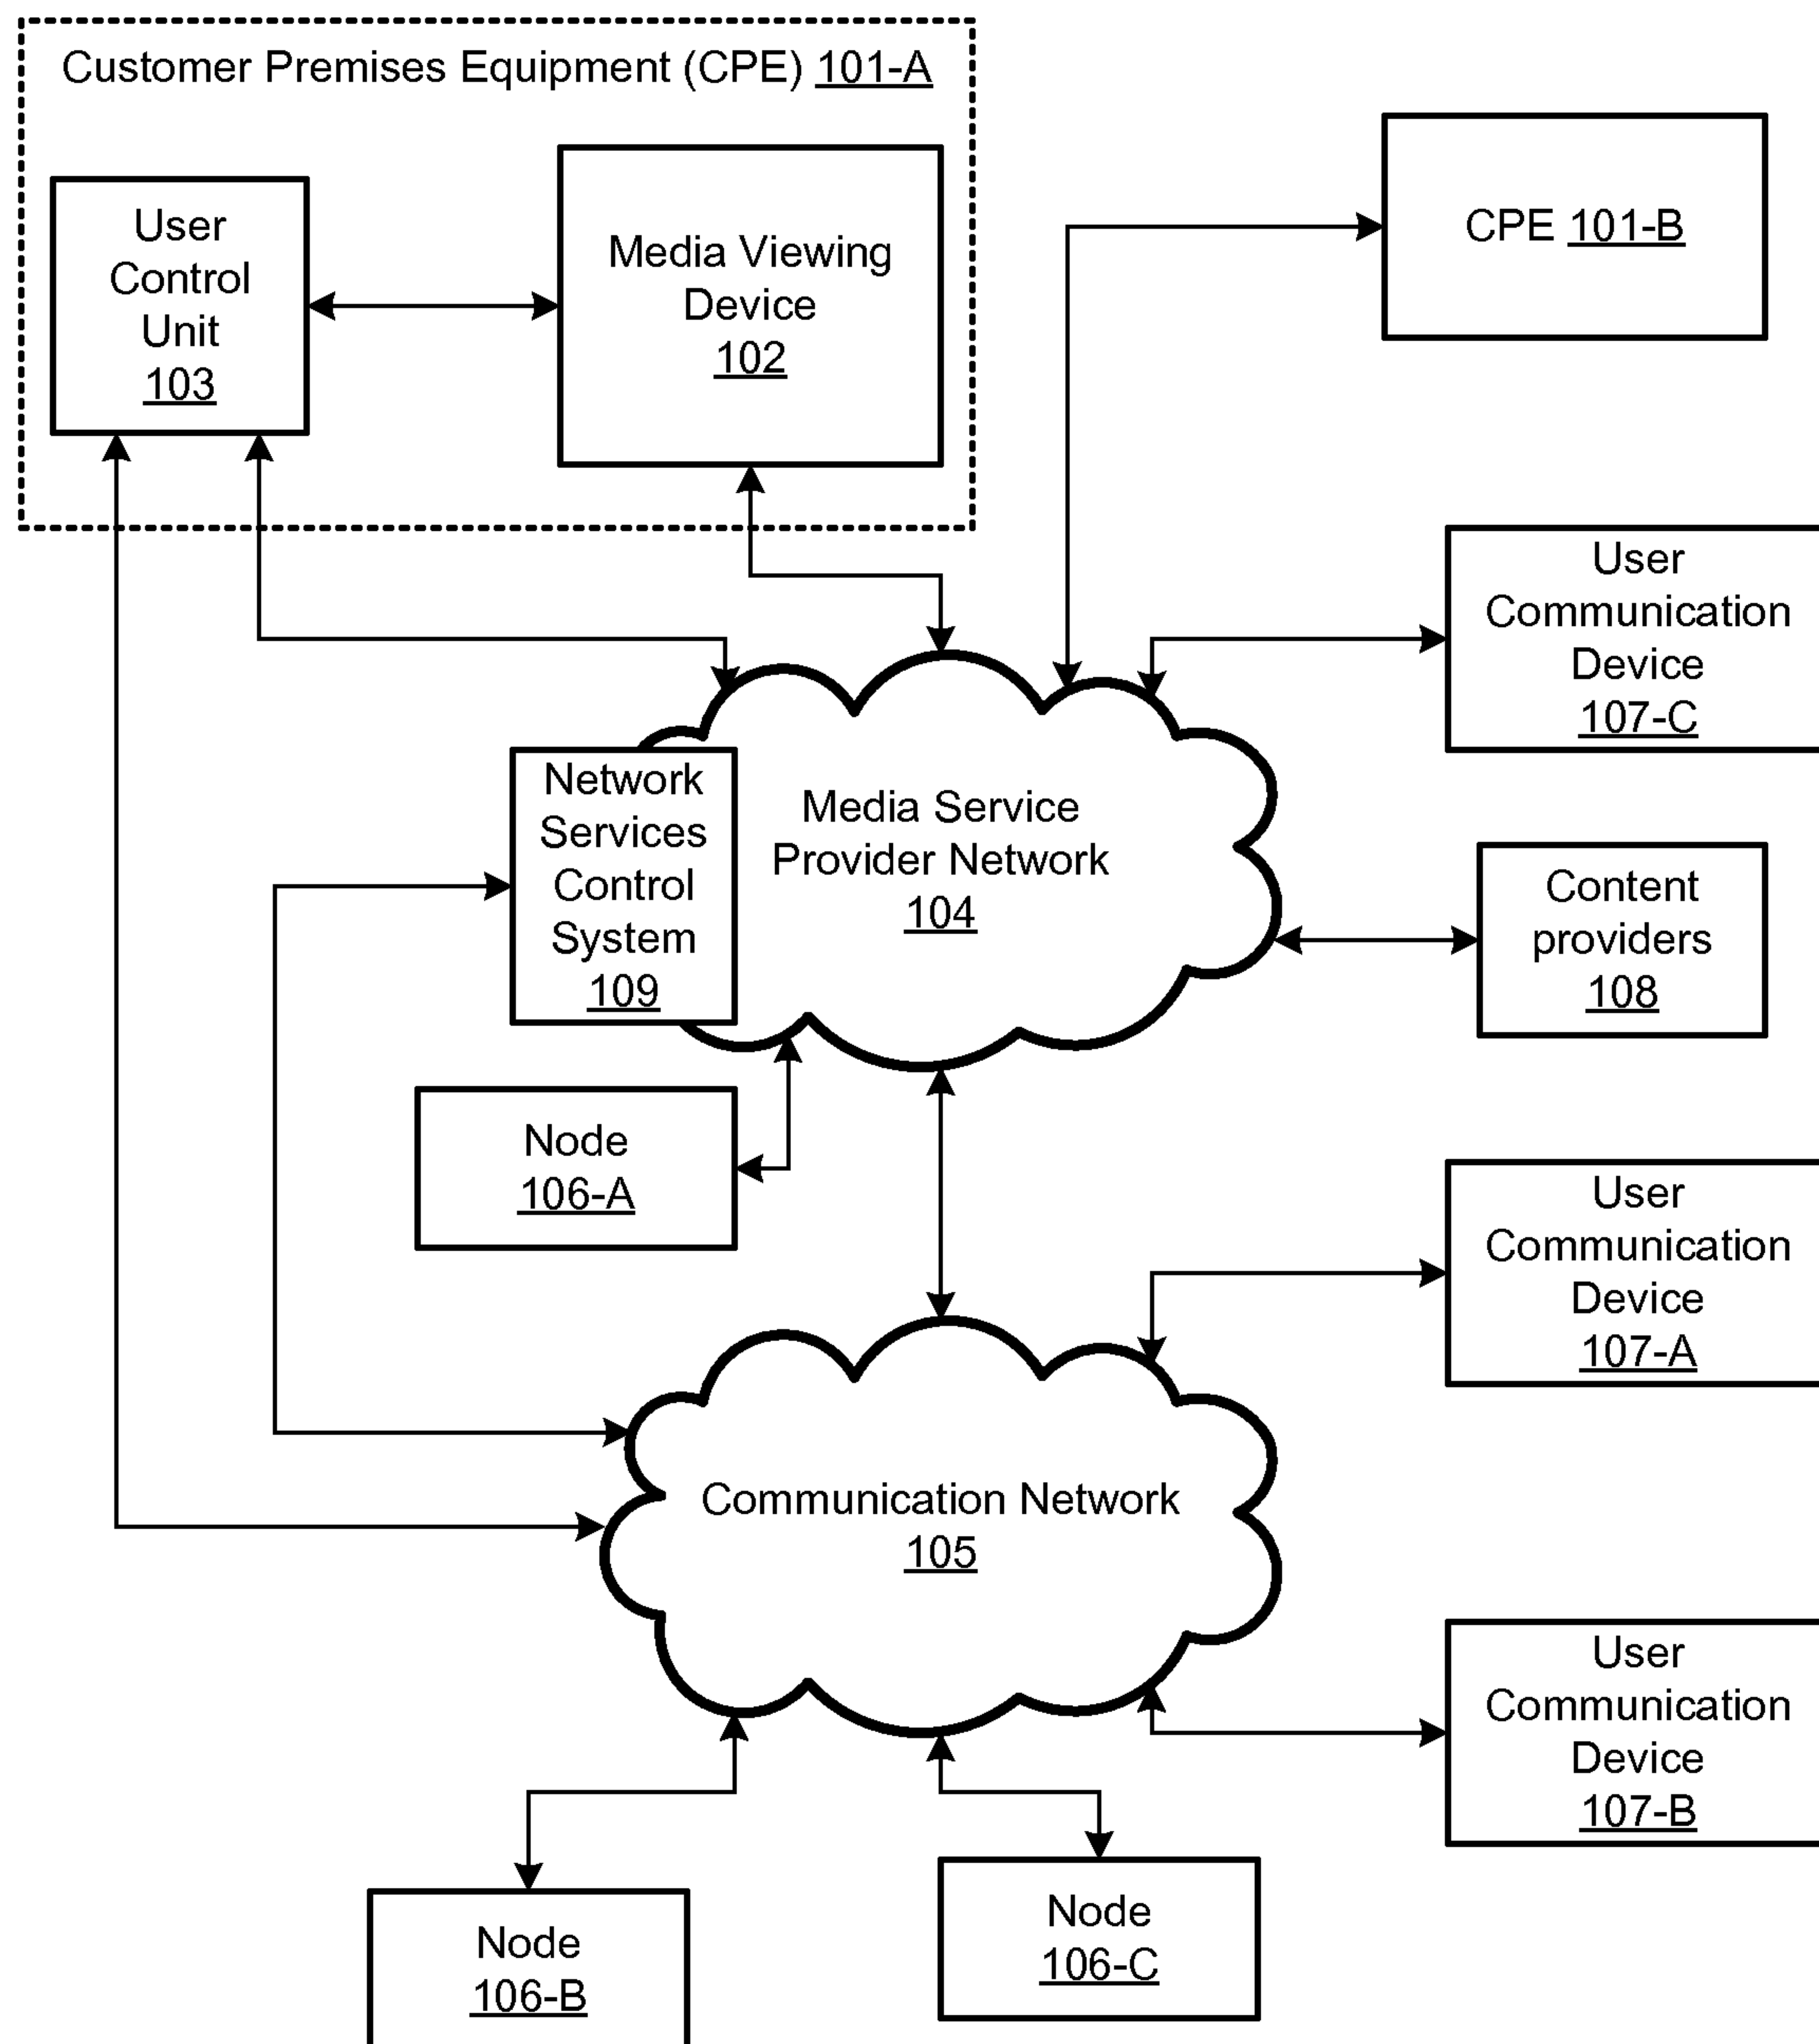 Customer Premises Equipment (CPE) 101-A
User
Control
Unit
103
Media Viewing
Device
102
CPE 101-B
User
Communication
Device
107-C
Network
Services
Control
System
109
Media Service
Provider Network
104
Content
providers
108
Node
106-A
User
Communication
Device
107-A
Communication Network
105
User
Communication
Device
107-B
Node
106-B
Node
106-C